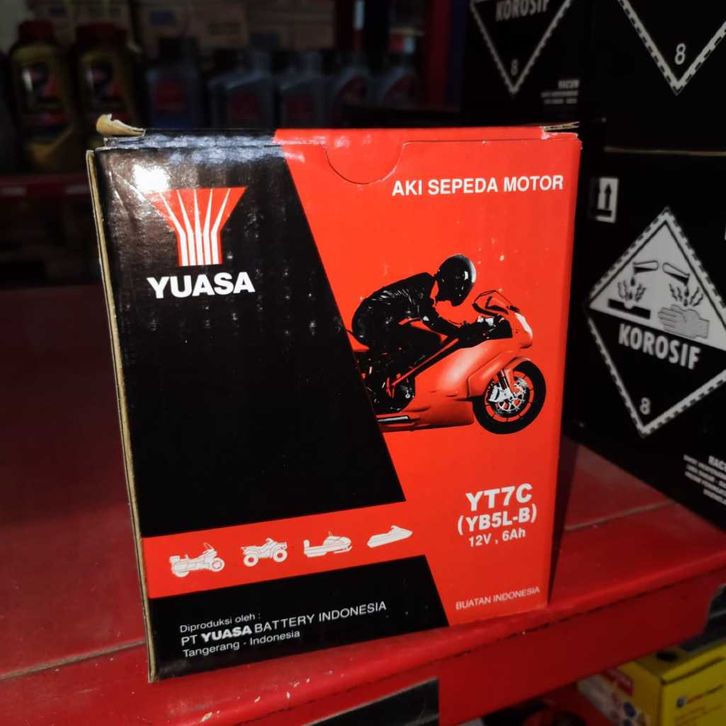 YUASA
AKI SEPEDA MOTOR
YT7C
(YB5L-B)
12V , 6Ah
BUATAN INDONESIA
Diproduksi oleh :
PT YUASA BATTERY INDONESIA
Tangerang - Indonesia
KOROSIF
8
KOROSIF
8